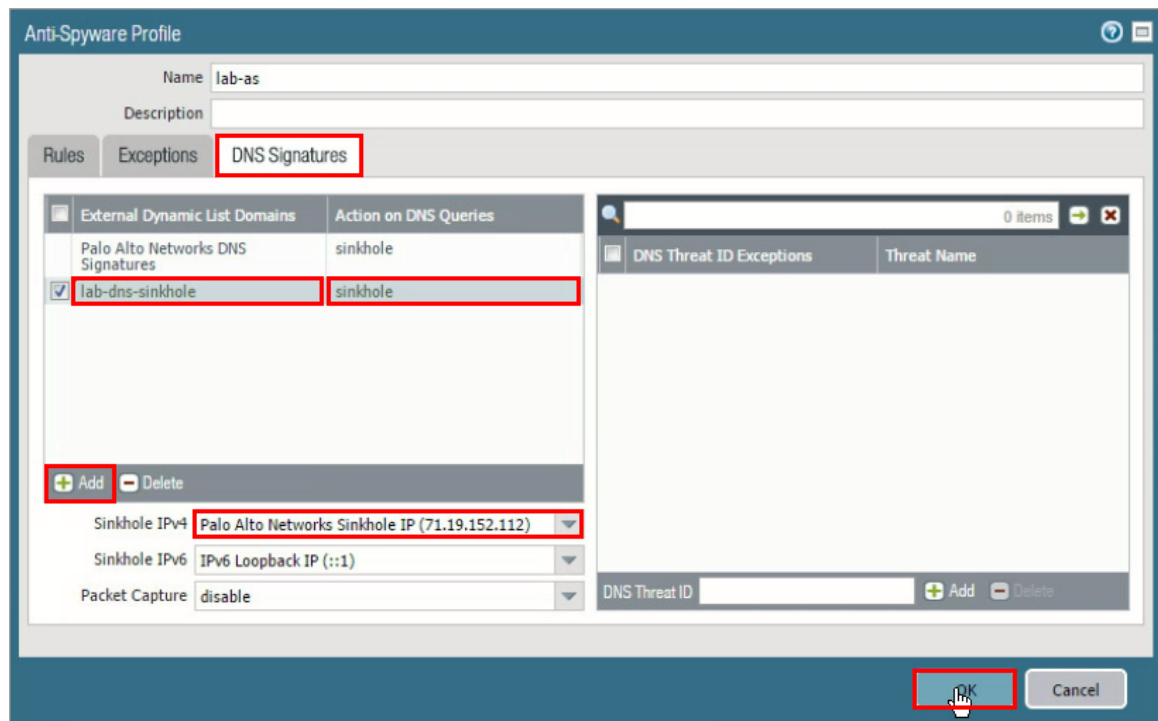 Anti-Spyware Profile
Name lab-as
Description
Rules Exceptions DNS Signatures
External Dynamic List Domains Action on DNS Queries
Palo Alto Networks DNS Signatures sinkhole
lab-dns-sinkhole sinkhole
Add Delete
Sinkhole IPv4 Palo Alto Networks Sinkhole IP (71.19.152.112)
Sinkhole IPv6 IPv6 Loopback IP (::1)
Packet Capture disable
0 items
DNS Threat ID Exceptions Threat Name
DNS Threat ID Add Delete
OK Cancel